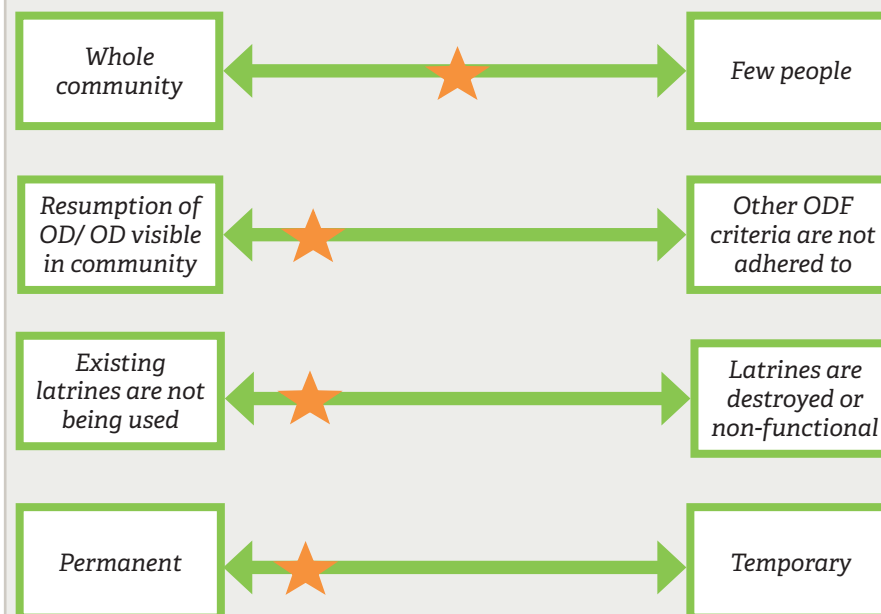 Whole
community
Few people
Resumption of
OD/ OD visible
in community
Other ODF
criteria are not
adhered to
Existing
latrines are not
being used
Latrines are
destroyed or
non-functional
Permanent
Temporary